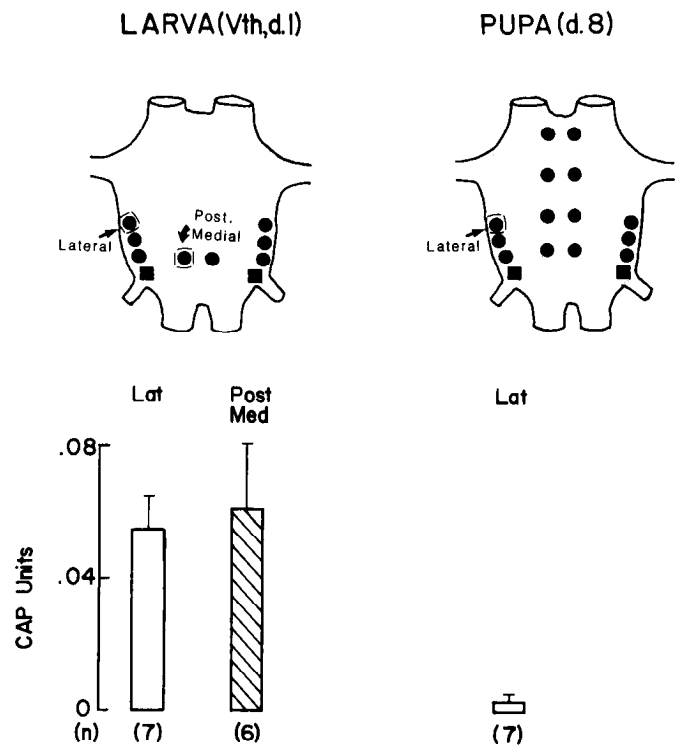 LARVA(Vth,d.1)
PUPA(d.8)
Post.
Medial
Lateral
Lateral
Lat
Post
Med
Lat
.08
.04
0
CAP Units
(n)
(7)
(6)
(7)